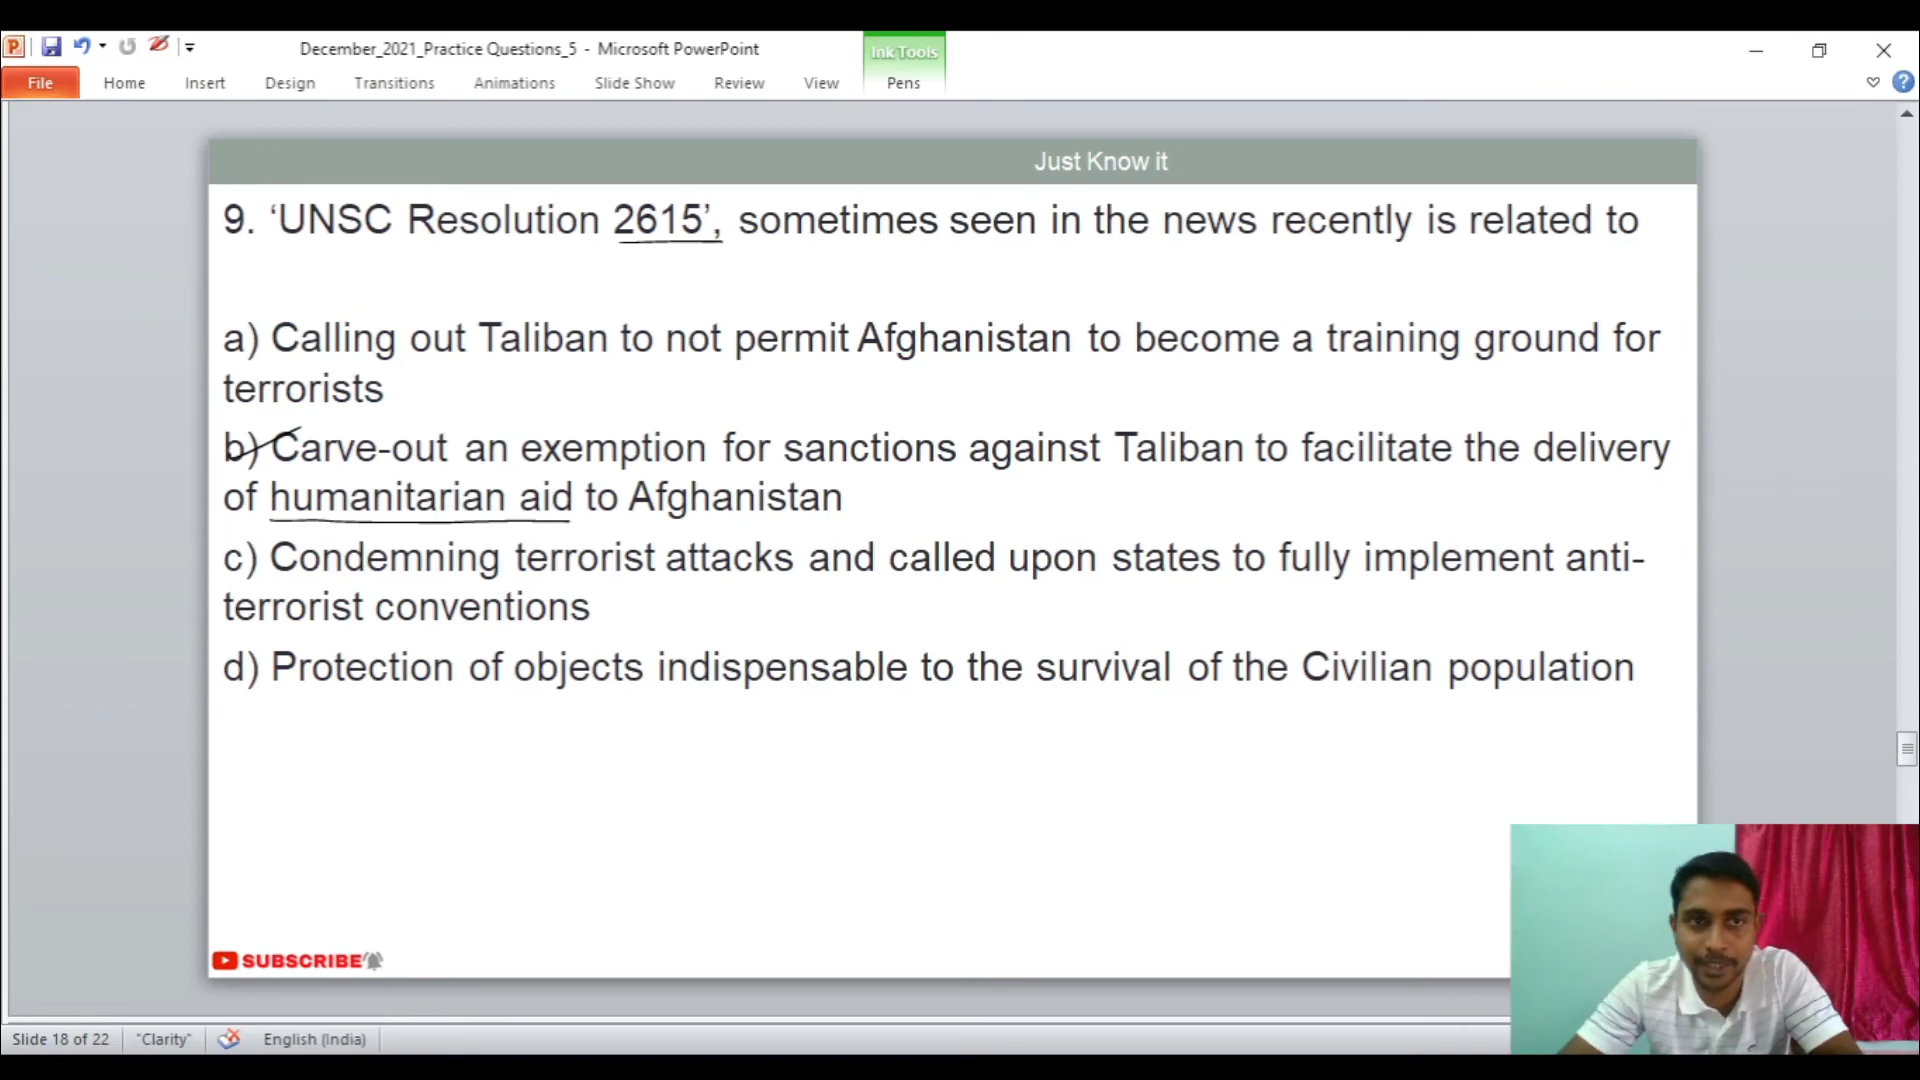 December_2021_Practice Questions_5 - Microsoft PowerPoint
Ink Tools
File Home Insert Design Transitions Animations Slide Show Review View Pens
Just Know it
9. ‘UNSC Resolution 2615’, sometimes seen in the news recently is related to
a) Calling out Taliban to not permit Afghanistan to become a training ground for
terrorists
b) Carve-out an exemption for sanctions against Taliban to facilitate the delivery
of humanitarian aid to Afghanistan
c) Condemning terrorist attacks and called upon states to fully implement anti-
terrorist conventions
d) Protection of objects indispensable to the survival of the Civilian population
SUBSCRIBE
Slide 18 of 22 "Clarity" English (India)